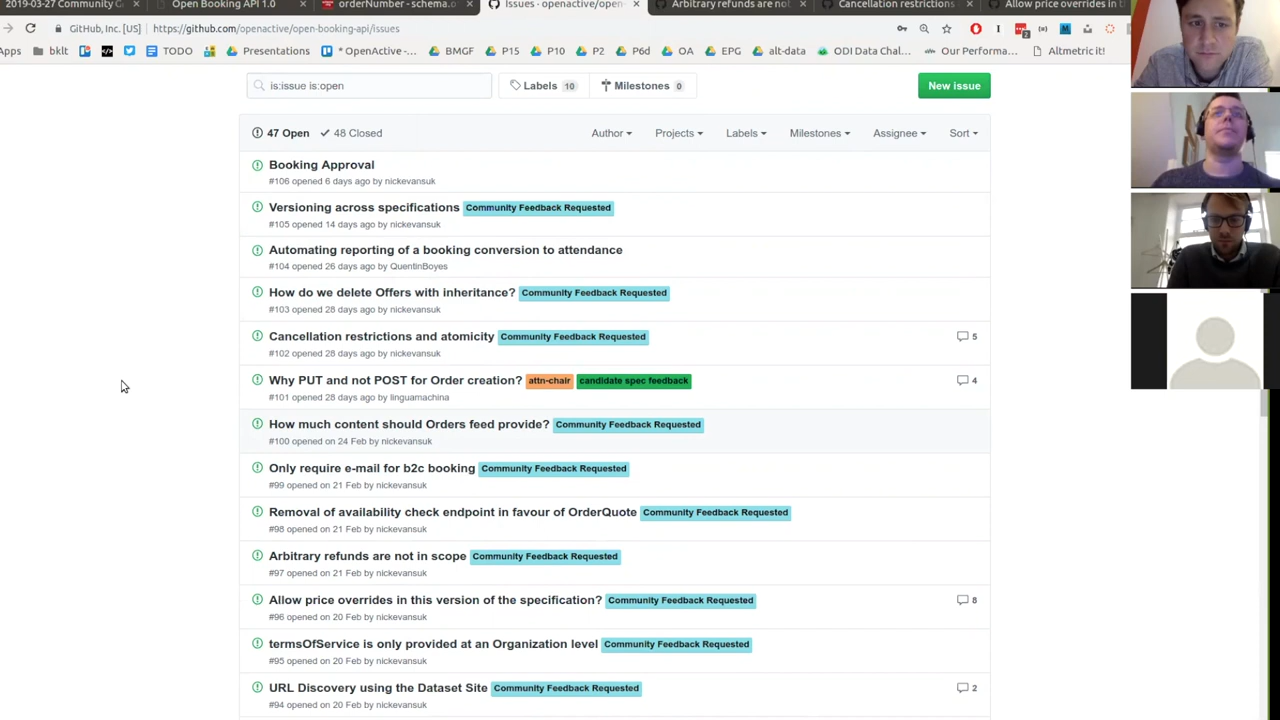 2019-03-27 Community G
Open Booking API 1.0
orderNumber - schema.o
Issues - openactive/open-
Arbitrary refunds are not
Cancellation restrictions
Allow price overrides in th
GitHub, Inc. [US]
https://github.com/openactive/open-booking-api/issues
Apps
bklt
TODO
Presentations
* *OpenActive -
BMGF
P15
P10
P2
P6d
OA
EPG
alt-data
ODI Data Chal...
Our Performa...
Altmetric it!
is:issue is:open
Labels 10
Milestones 0
New issue
47 Open
48 Closed
Author
Projects
Labels
Milestones
Assignee
Sort
Booking Approval
#106 opened 6 days ago by nickevansuk
Versioning across specifications Community Feedback Requested
#105 opened 14 days ago by nickevansuk
Automating reporting of a booking conversion to attendance
#104 opened 26 days ago by QuentinBoyes
How do we delete Offers with inheritance? Community Feedback Requested
#103 opened 28 days ago by nickevansuk
Cancellation restrictions and atomicity Community Feedback Requested 5
#102 opened 28 days ago by nickevansuk
Why PUT and not POST for Order creation? attn-chair candidate spec feedback 4
#101 opened 28 days ago by linguamachina
How much content should Orders feed provide? Community Feedback Requested
#100 opened on 24 Feb by nickevansuk
Only require e-mail for b2c booking Community Feedback Requested
#99 opened on 21 Feb by nickevansuk
Removal of availability check endpoint in favour of OrderQuote Community Feedback Requested
#98 opened on 21 Feb by nickevansuk
Arbitrary refunds are not in scope Community Feedback Requested
#97 opened on 21 Feb by nickevansuk
Allow price overrides in this version of the specification? Community Feedback Requested 8
#96 opened on 20 Feb by nickevansuk
termsOfService is only provided at an Organization level Community Feedback Requested
#95 opened on 20 Feb by nickevansuk
URL Discovery using the Dataset Site Community Feedback Requested 2
#94 opened on 20 Feb by nickevansuk